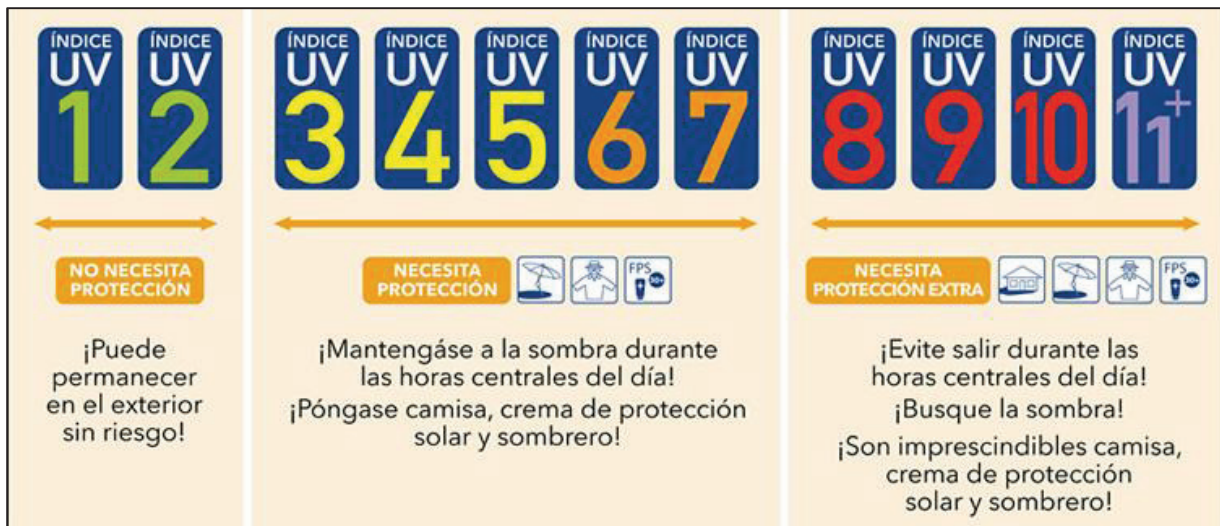 ÍNDICE
UV
1
ÍNDICE
UV
2
NO NECESITA
PROTECCIÓN
¡Puede
permanecer
en el exterior
sin riesgo!
ÍNDICE
UV
3
ÍNDICE
UV
4
ÍNDICE
UV
5
ÍNDICE
UV
6
ÍNDICE
UV
7
NECESITA
PROTECCIÓN
FPS
30+
¡Mantengáse a la sombra durante
las horas centrales del día!
¡Póngase camisa, crema de protección
solar y sombrero!
ÍNDICE
UV
8
ÍNDICE
UV
9
ÍNDICE
UV
10
ÍNDICE
UV
11+
NECESITA
PROTECCIÓN EXTRA
FPS
30+
¡Evite salir durante las
horas centrales del día!
¡Busque la sombra!
¡Son imprescindibles camisa,
crema de protección
solar y sombrero!